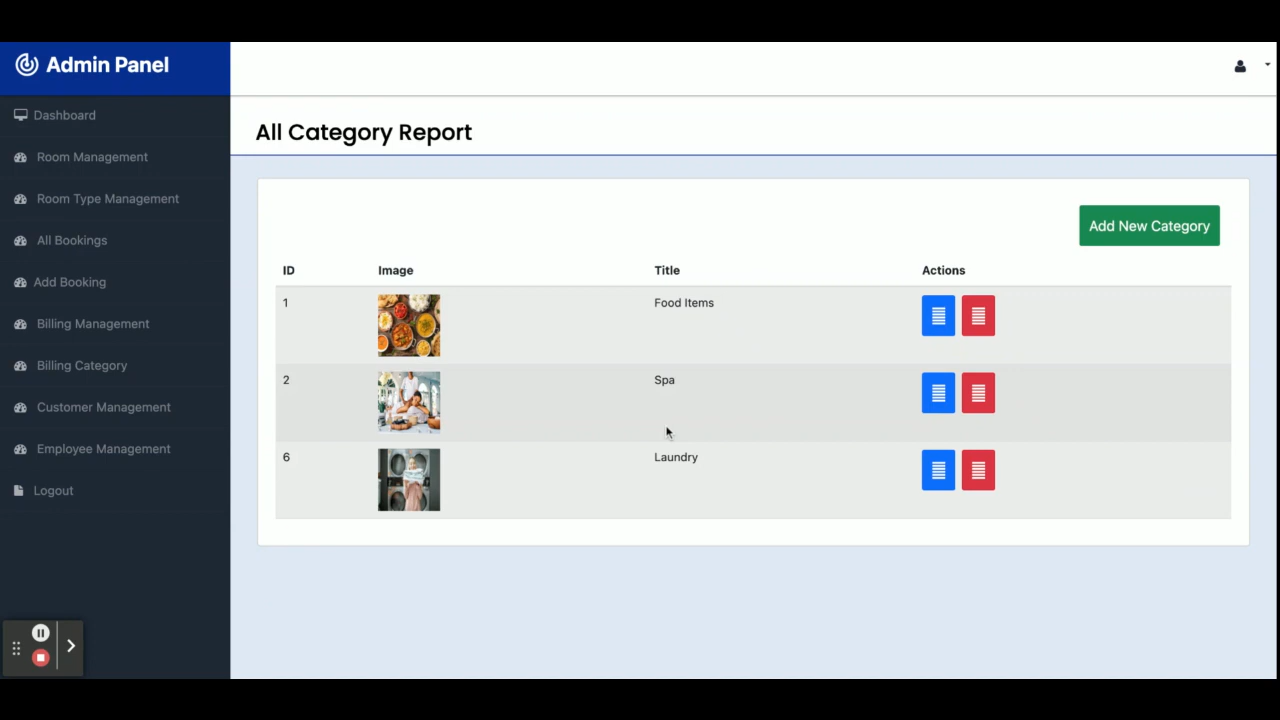 Admin Panel
Dashboard
Room Management
Room Type Management
All Bookings
Add Booking
Billing Management
Billing Category
Customer Management
Employee Management
Logout
All Category Report
Add New Category
ID Image Title Actions
1 Food Items
2 Spa
6 Laundry